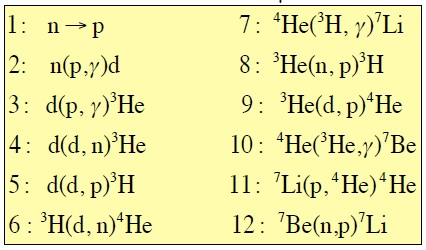 1: n → p
2: n(p,γ)d
3: d(p, γ)³He
4: d(d, n)³He
5: d(d, p)³H
6: ³H(d, n)⁴He
7: ⁴He(³H, γ)⁷Li
8: ³He(n, p)³H
9: ³He(d, p)⁴He
10: ⁴He(³He,γ)⁷Be
11: ⁷Li(p,⁴He)⁴He
12: ⁷Be(n,p)⁷Li